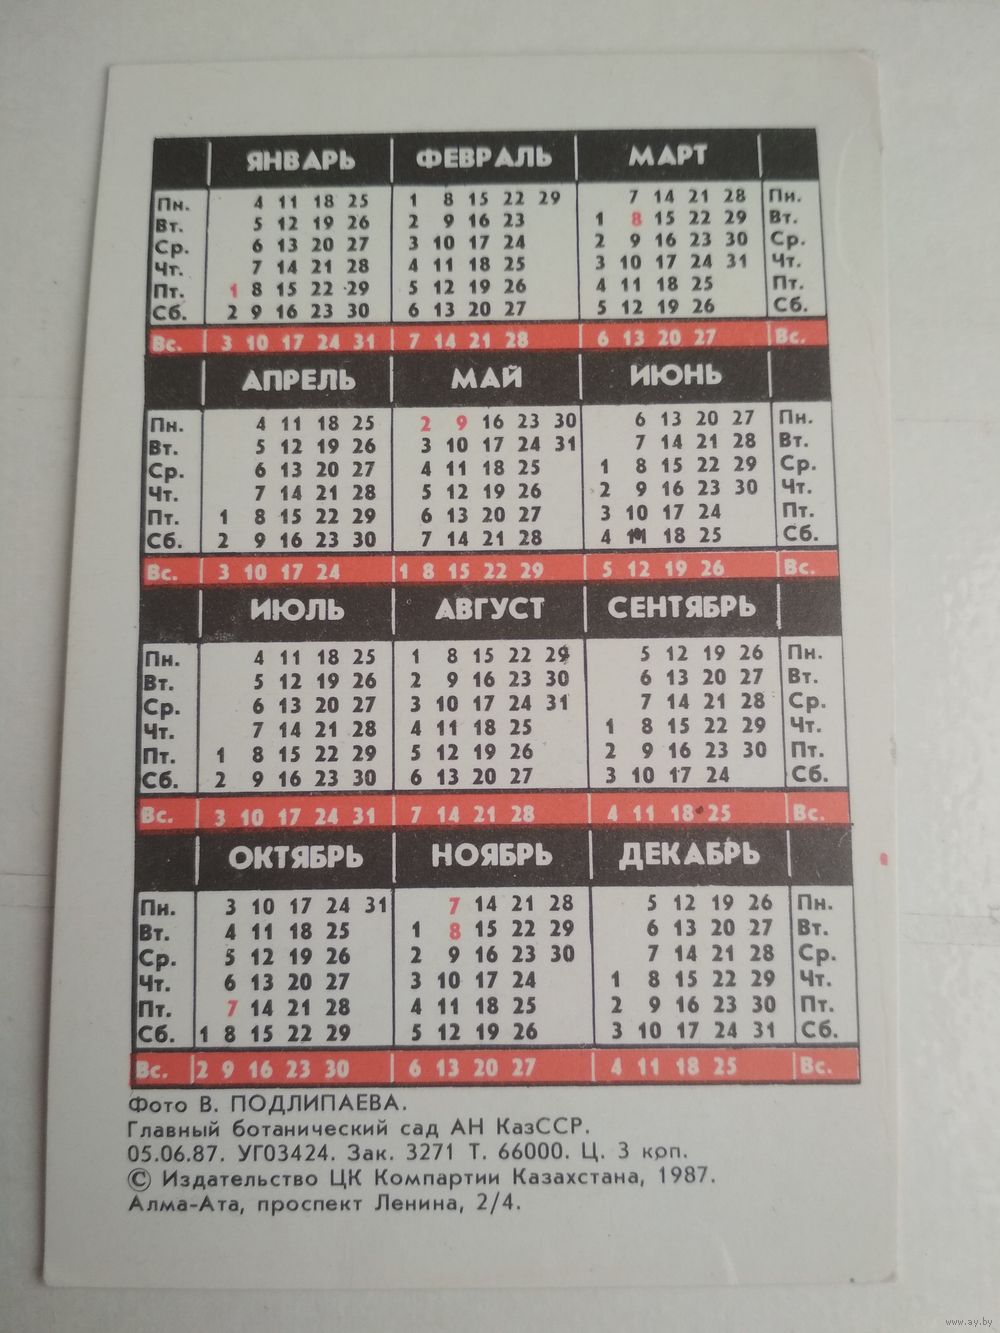 ЯНВАРЬ ФЕВРАЛЬ МАРТ
Пн. 4 11 18 25 1 8 15 22 29 7 14 21 28 Пн.
Вт. 5 12 19 26 2 9 16 23 1 8 15 22 29 Вт.
Ср. 6 13 20 27 3 10 17 24 2 9 16 23 30 Ср.
Чт. 7 14 21 28 4 11 18 25 3 10 17 24 31 Чт.
Пт. 1 8 15 22 29 5 12 19 26 4 11 18 25 Пт.
Сб. 2 9 16 23 30 6 13 20 27 5 12 19 26 Сб.
Вс. 3 10 17 24 31 7 14 21 28 6 13 20 27 Вс.
АПРЕЛЬ МАЙ ИЮНЬ
Пн. 4 11 18 25 2 9 16 23 30 6 13 20 27 Пн.
Вт. 5 12 19 26 3 10 17 24 31 7 14 21 28 Вт.
Ср. 6 13 20 27 4 11 18 25 1 8 15 22 29 Ср.
Чт. 7 14 21 28 5 12 19 26 2 9 16 23 30 Чт.
Пт. 1 8 15 22 29 6 13 20 27 3 10 17 24 Пт.
Сб. 2 9 16 23 30 7 14 21 28 4 11 18 25 Сб.
Вс. 3 10 17 24 1 8 15 22 29 5 12 19 26 Вс.
ИЮЛЬ АВГУСТ СЕНТЯБРЬ
Пн. 4 11 18 25 1 8 15 22 29 5 12 19 26 Пн.
Вт. 5 12 19 26 2 9 16 23 30 6 13 20 27 Вт.
Ср. 6 13 20 27 3 10 17 24 31 7 14 21 28 Ср.
Чт. 7 14 21 28 4 11 18 25 1 8 15 22 29 Чт.
Пт. 1 8 15 22 29 5 12 19 26 2 9 16 23 30 Пт.
Сб. 2 9 16 23 30 6 13 20 27 3 10 17 24 Сб.
Вс. 3 10 17 24 31 7 14 21 28 4 11 18 25 Вс.
ОКТЯБРЬ НОЯБРЬ ДЕКАБРЬ
Пн. 3 10 17 24 31 7 14 21 28 5 12 19 26 Пн.
Вт. 4 11 18 25 1 8 15 22 29 6 13 20 27 Вт.
Ср. 5 12 19 26 2 9 16 23 30 7 14 21 28 Ср.
Чт. 6 13 20 27 3 10 17 24 1 8 15 22 29 Чт.
Пт. 7 14 21 28 4 11 18 25 2 9 16 23 30 Пт.
Сб. 1 8 15 22 29 5 12 19 26 3 10 17 24 31 Сб.
Вс. 2 9 16 23 30 6 13 20 27 4 11 18 25 Вс.
Фото В. ПОДЛИПАЕВА.
Главный ботанический сад АН КазССР.
05.06.87. УГ03424. Зак. 3271 Т. 66000. Ц. 3 коп.
© Издательство ЦК Компартии Казахстана, 1987.
Алма-Ата, проспект Ленина, 2/4.
www.ay.by